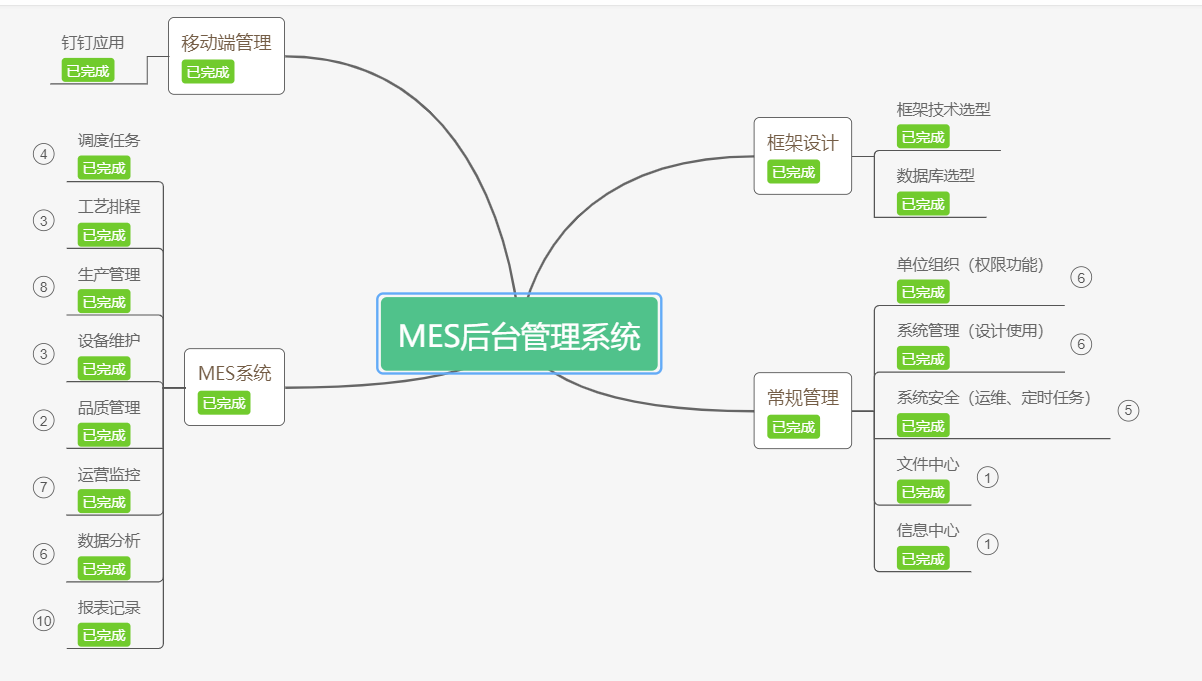 钉钉应用
已完成
移动端管理
已完成
调度任务
已完成
4
工艺排程
已完成
3
生产管理
已完成
8
设备维护
已完成
3
品质管理
已完成
2
运营监控
已完成
7
数据分析
已完成
6
报表记录
已完成
10
MES系统
已完成
MES后台管理系统
框架设计
已完成
框架技术选型
已完成
数据库选型
已完成
常规管理
已完成
单位组织（权限功能）
已完成
6
系统管理（设计使用）
已完成
6
系统安全（运维、定时任务）
已完成
5
文件中心
已完成
1
信息中心
已完成
1